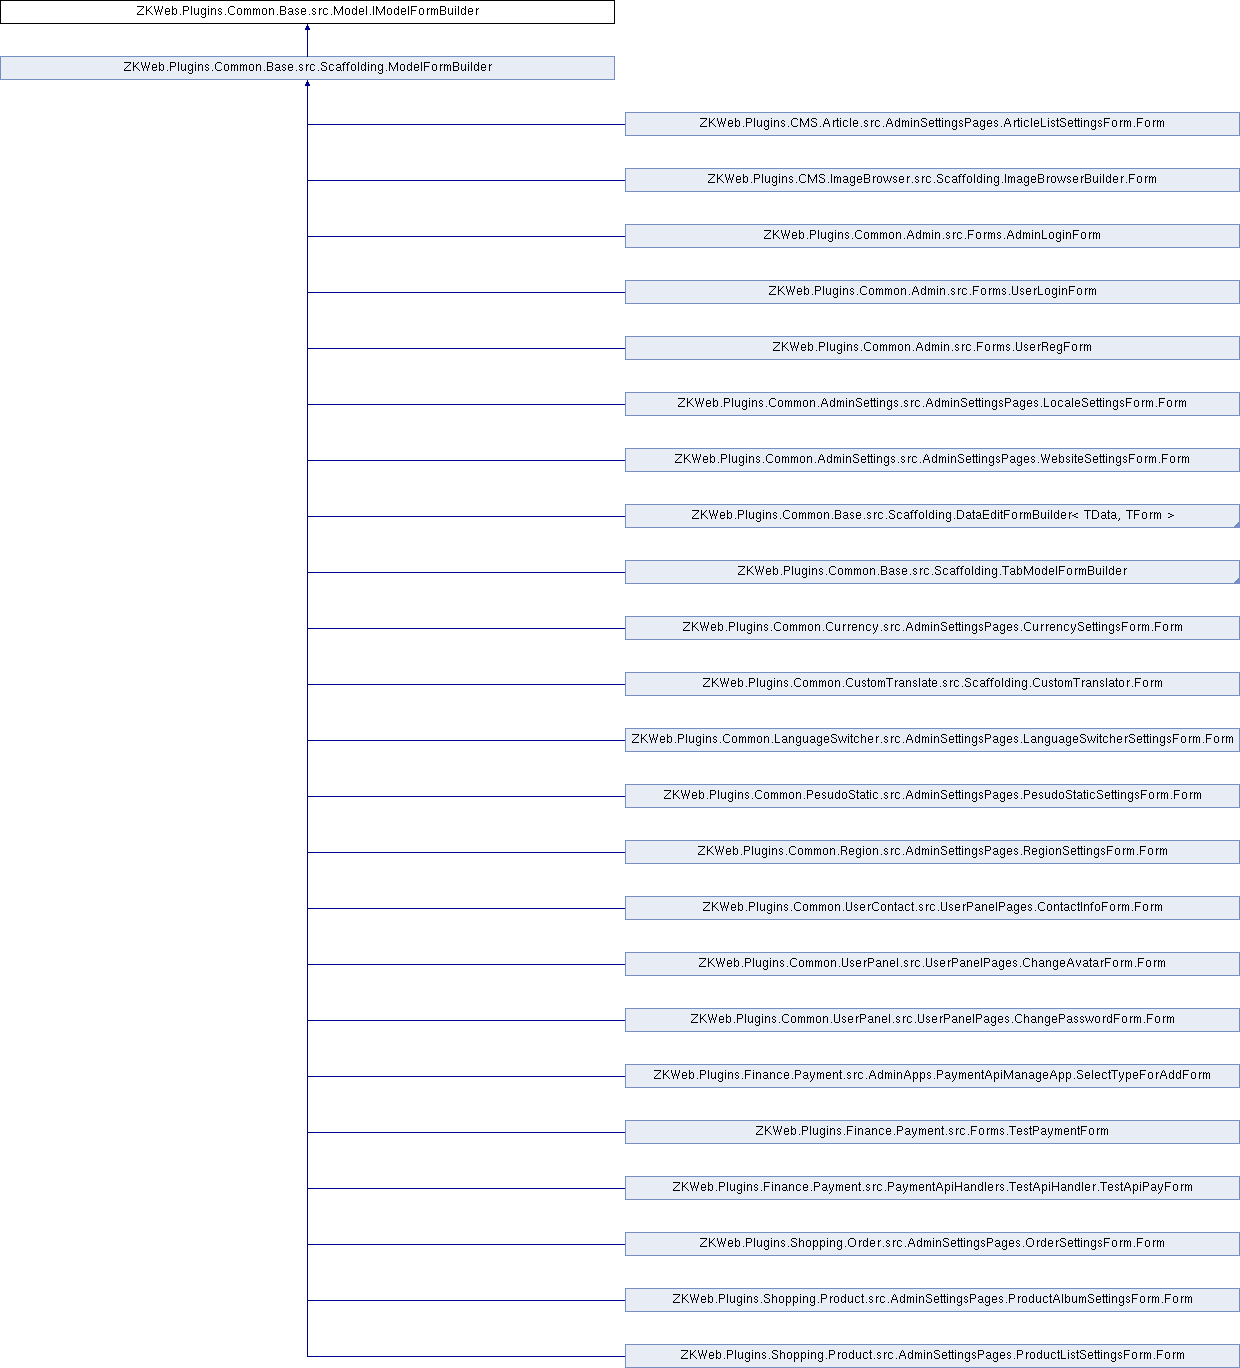 ZKWeb.Plugins.Common.Base.src.Model.IModelFormBuilder
ZKWeb.Plugins.Common.Base.src.Scaffolding.ModelFormBuilder
ZKWeb.Plugins.CMS.Article.src.AdminSettingsPages.ArticleListSettingsForm.Form
ZKWeb.Plugins.CMS.ImageBrowser.src.Scaffolding.ImageBrowserBuilder.Form
ZKWeb.Plugins.Common.Admin.src.Forms.AdminLoginForm
ZKWeb.Plugins.Common.Admin.src.Forms.UserLoginForm
ZKWeb.Plugins.Common.Admin.src.Forms.UserRegForm
ZKWeb.Plugins.Common.AdminSettings.src.AdminSettingsPages.LocaleSettingsForm.Form
ZKWeb.Plugins.Common.AdminSettings.src.AdminSettingsPages.WebsiteSettingsForm.Form
ZKWeb.Plugins.Common.Base.src.Scaffolding.DataEditFormBuilder< TData, TForm >
ZKWeb.Plugins.Common.Base.src.Scaffolding.TabModelFormBuilder
ZKWeb.Plugins.Common.Currency.src.AdminSettingsPages.CurrencySettingsForm.Form
ZKWeb.Plugins.Common.CustomTranslate.src.Scaffolding.CustomTranslator.Form
ZKWeb.Plugins.Common.LanguageSwitcher.src.AdminSettingsPages.LanguageSwitcherSettingsForm.Form
ZKWeb.Plugins.Common.PesudoStatic.src.AdminSettingsPages.PesudoStaticSettingsForm.Form
ZKWeb.Plugins.Common.Region.src.AdminSettingsPages.RegionSettingsForm.Form
ZKWeb.Plugins.Common.UserContact.src.UserPanelPages.ContactInfoForm.Form
ZKWeb.Plugins.Common.UserPanel.src.UserPanelPages.ChangeAvatarForm.Form
ZKWeb.Plugins.Common.UserPanel.src.UserPanelPages.ChangePasswordForm.Form
ZKWeb.Plugins.Finance.Payment.src.AdminApps.PaymentApiManageApp.SelectTypeForAddForm
ZKWeb.Plugins.Finance.Payment.src.Forms.TestPaymentForm
ZKWeb.Plugins.Finance.Payment.src.PaymentApiHandlers.TestApiHandler.TestApiPayForm
ZKWeb.Plugins.Shopping.Order.src.AdminSettingsPages.OrderSettingsForm.Form
ZKWeb.Plugins.Shopping.Product.src.AdminSettingsPages.ProductAlbumSettingsForm.Form
ZKWeb.Plugins.Shopping.Product.src.AdminSettingsPages.ProductListSettingsForm.Form